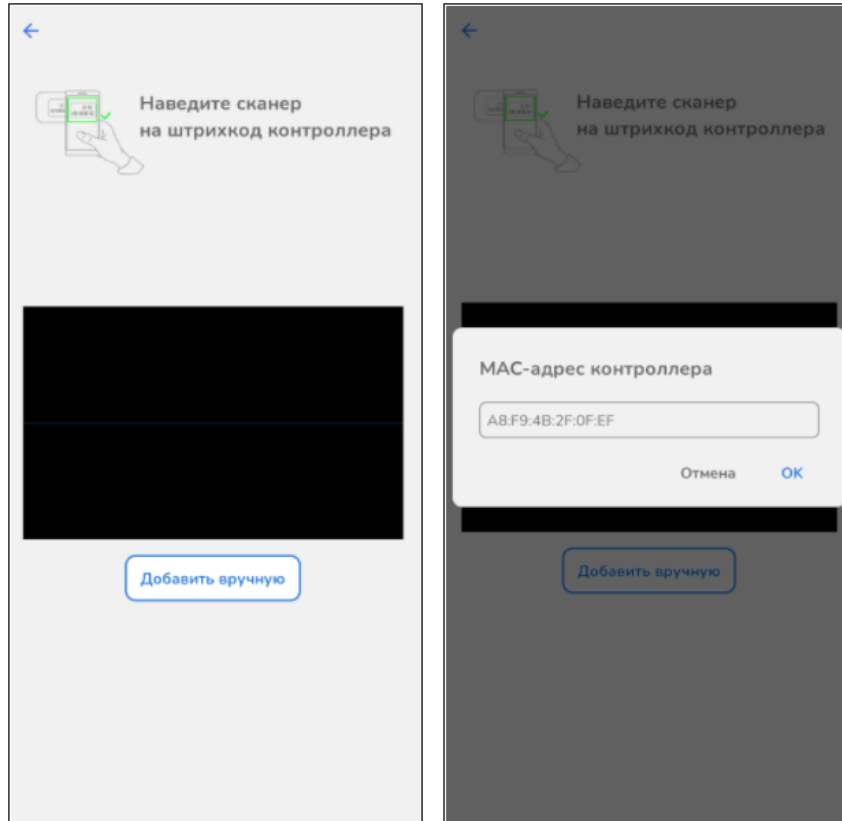 Наведите сканер
на штрихкод контроллера
Добавить вручную
Наведите сканер
на штрихкод контроллера
MAC-адрес контроллера
A8:F9:4B:2F:0F:EF
Отмена
OK
Добавить вручную